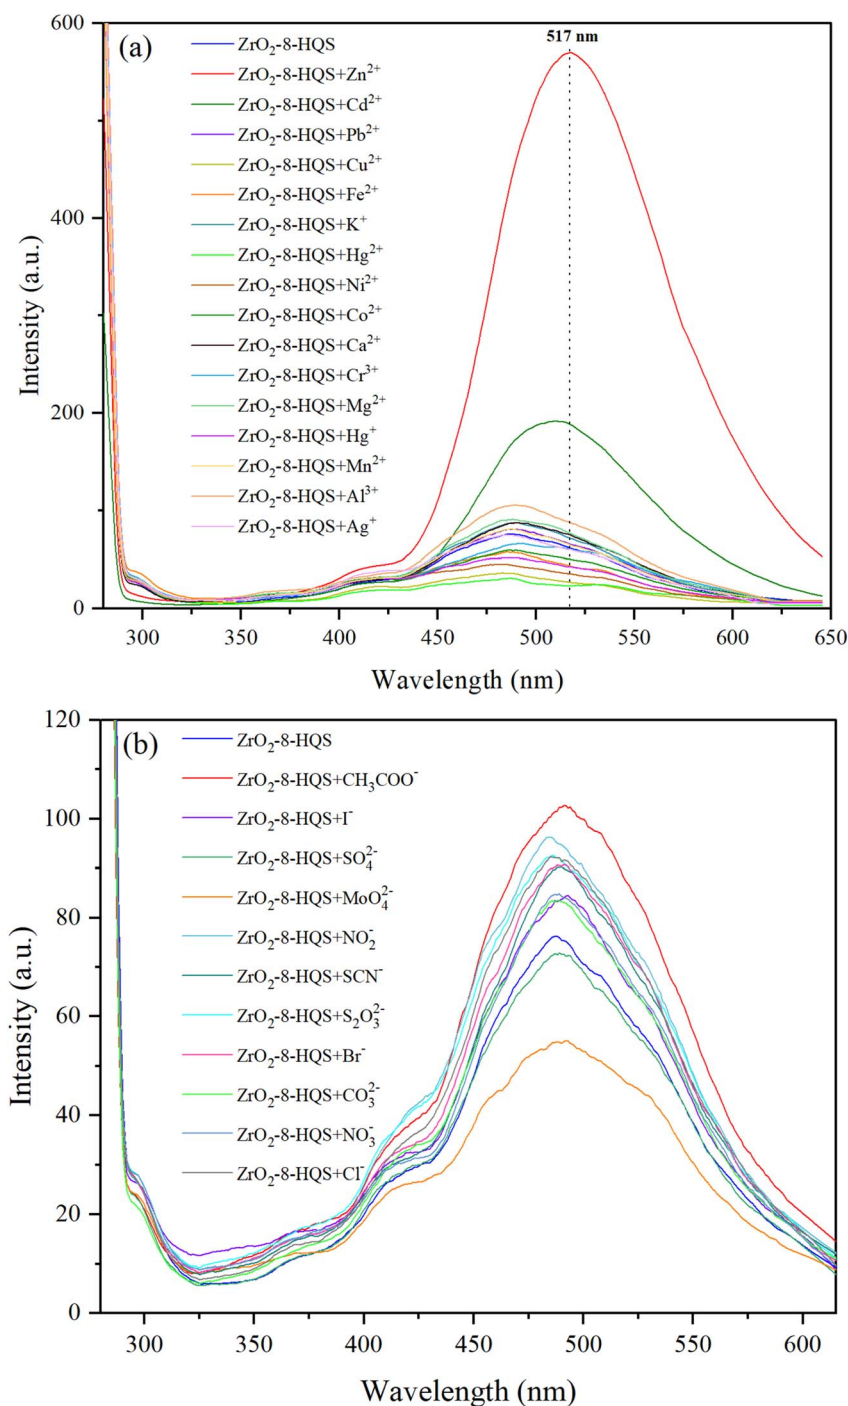 (a)
517 nm
ZrO₂-8-HQS
ZrO₂-8-HQS+Zn²⁺
ZrO₂-8-HQS+Cd²⁺
ZrO₂-8-HQS+Pb²⁺
ZrO₂-8-HQS+Cu²⁺
ZrO₂-8-HQS+Fe²⁺
ZrO₂-8-HQS+K⁺
ZrO₂-8-HQS+Hg²⁺
ZrO₂-8-HQS+Ni²⁺
ZrO₂-8-HQS+Co²⁺
ZrO₂-8-HQS+Ca²⁺
ZrO₂-8-HQS+Cr³⁺
ZrO₂-8-HQS+Mg²⁺
ZrO₂-8-HQS+Hg⁺
ZrO₂-8-HQS+Mn²⁺
ZrO₂-8-HQS+Al³⁺
ZrO₂-8-HQS+Ag⁺
600
400
200
0
Intensity (a.u.)
300 350 400 450 500 550 600 650
Wavelength (nm)
(b)
ZrO₂-8-HQS
ZrO₂-8-HQS+CH₃COO⁻
ZrO₂-8-HQS+I⁻
ZrO₂-8-HQS+SO₄²⁻
ZrO₂-8-HQS+MoO₄²⁻
ZrO₂-8-HQS+NO₂⁻
ZrO₂-8-HQS+SCN⁻
ZrO₂-8-HQS+S₂O₃²⁻
ZrO₂-8-HQS+Br⁻
ZrO₂-8-HQS+CO₃²⁻
ZrO₂-8-HQS+NO₃⁻
ZrO₂-8-HQS+Cl⁻
120
100
80
60
40
20
0
Intensity (a.u.)
300 350 400 450 500 550 600
Wavelength (nm)